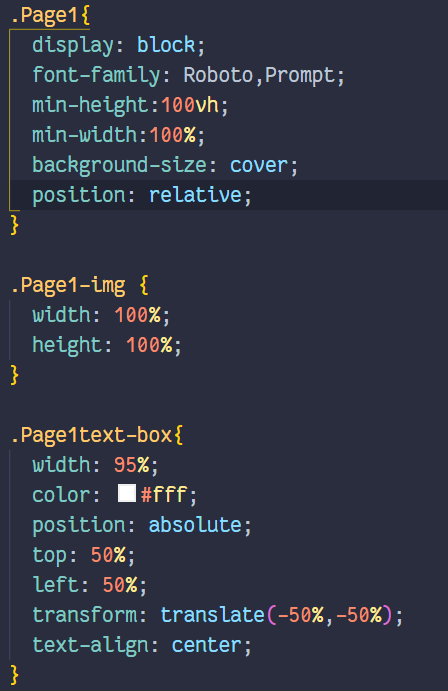 .Page1{
display: block;
font-family: Roboto,Prompt;
min-height:100vh;
min-width:100%;
background-size: cover;
position: relative;
}
.Page1-img {
width: 100%;
height: 100%;
}
.Page1text-box{
width: 95%;
color: #fff;
position: absolute;
top: 50%;
left: 50%;
transform: translate(-50%,-50%);
text-align: center;
}